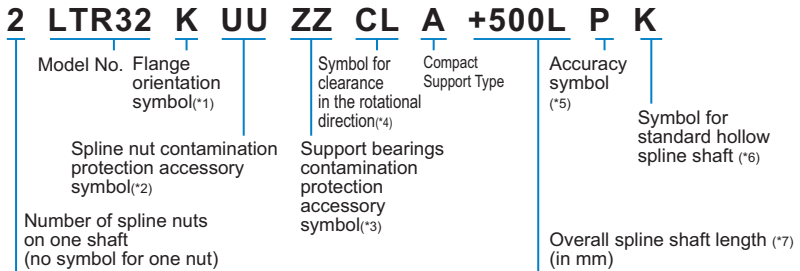 2 LTR32 K UU ZZ CL A +500L P K
Model No.
Flange
orientation
symbol(*1)
Symbol for
clearance
in the rotational
direction(*4)
Compact
Support Type
Accuracy
symbol
(*5)
Symbol for
standard hollow
spline shaft (*6)
Spline nut contamination
protection accessory
symbol(*2)
Support bearings
contamination
protection
accessory
symbol(*3)
Number of spline nuts
on one shaft
(no symbol for one nut)
Overall spline shaft length (*7)
(in mm)